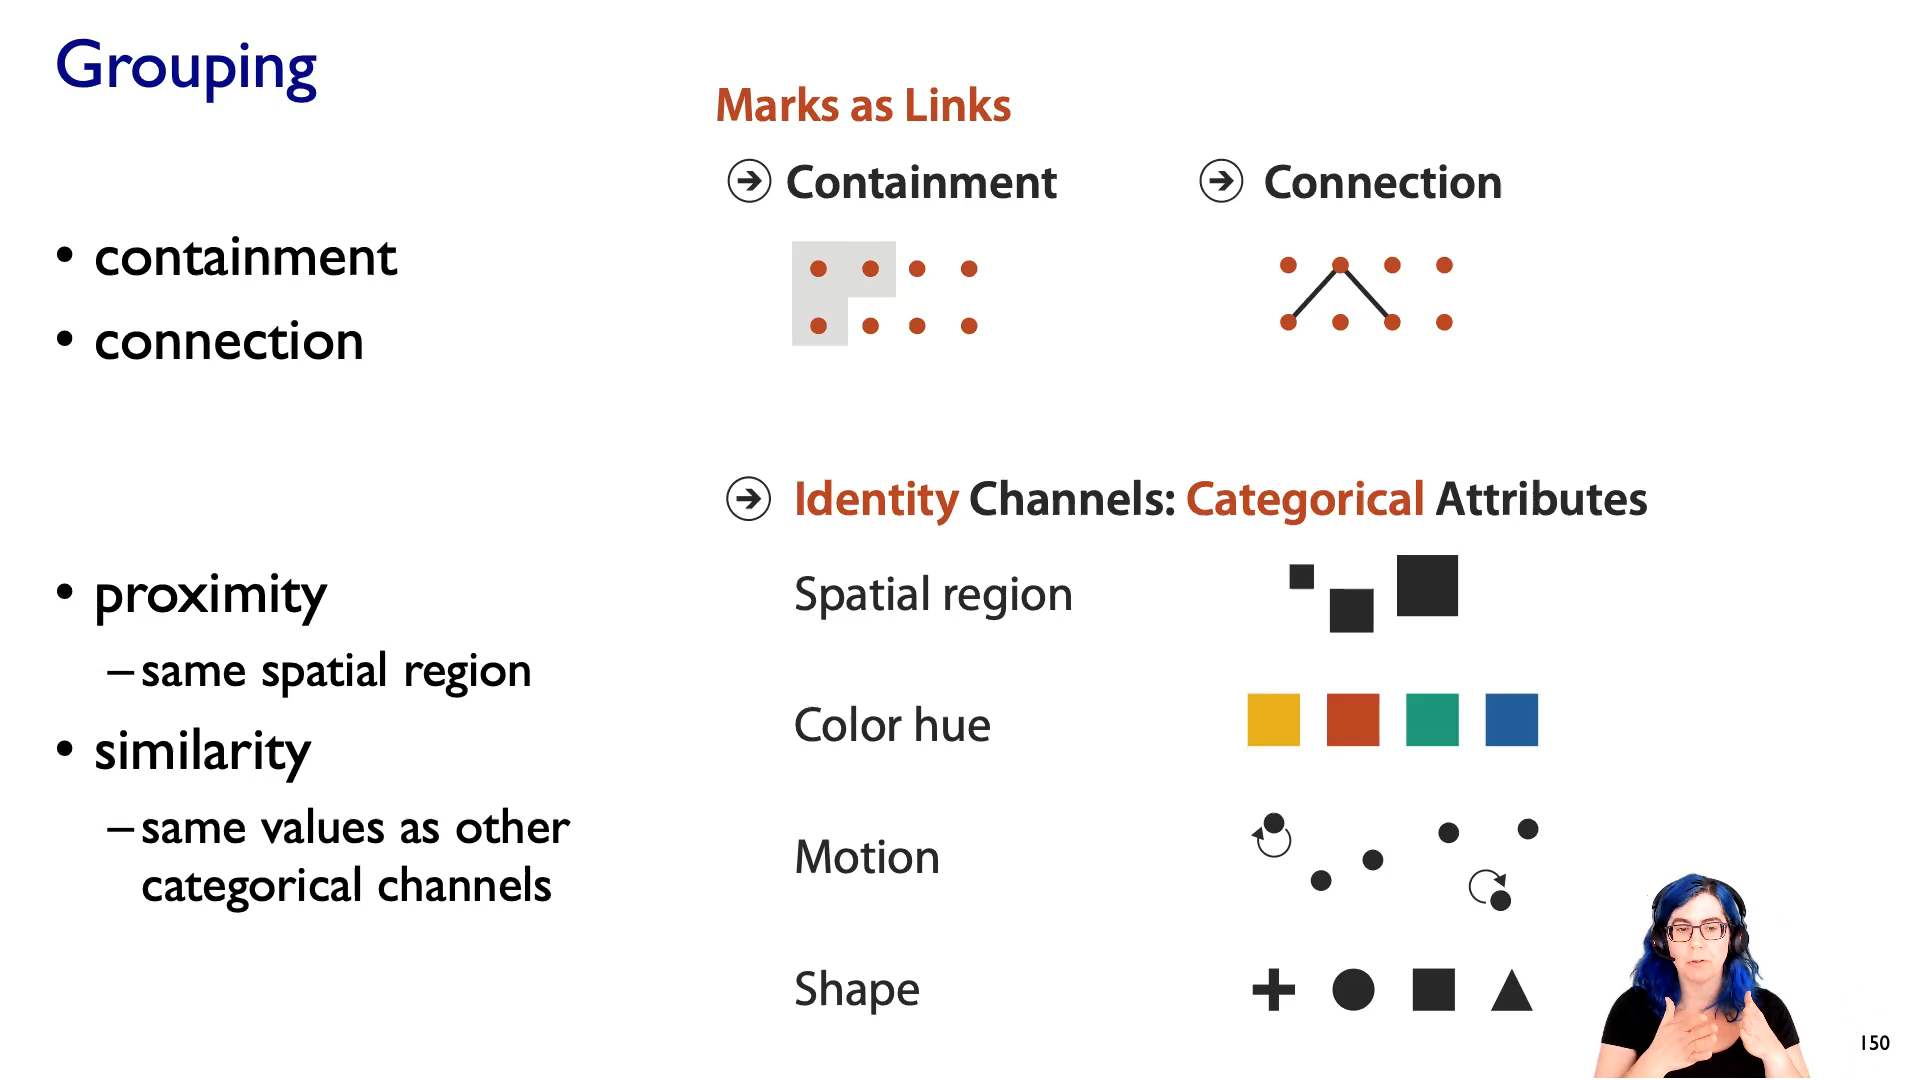 Grouping
• containment
• connection
• proximity
– same spatial region
• similarity
– same values as other
categorical channels
Marks as Links
Containment
Connection
Identity Channels: Categorical Attributes
Spatial region
Color hue
Motion
Shape
150